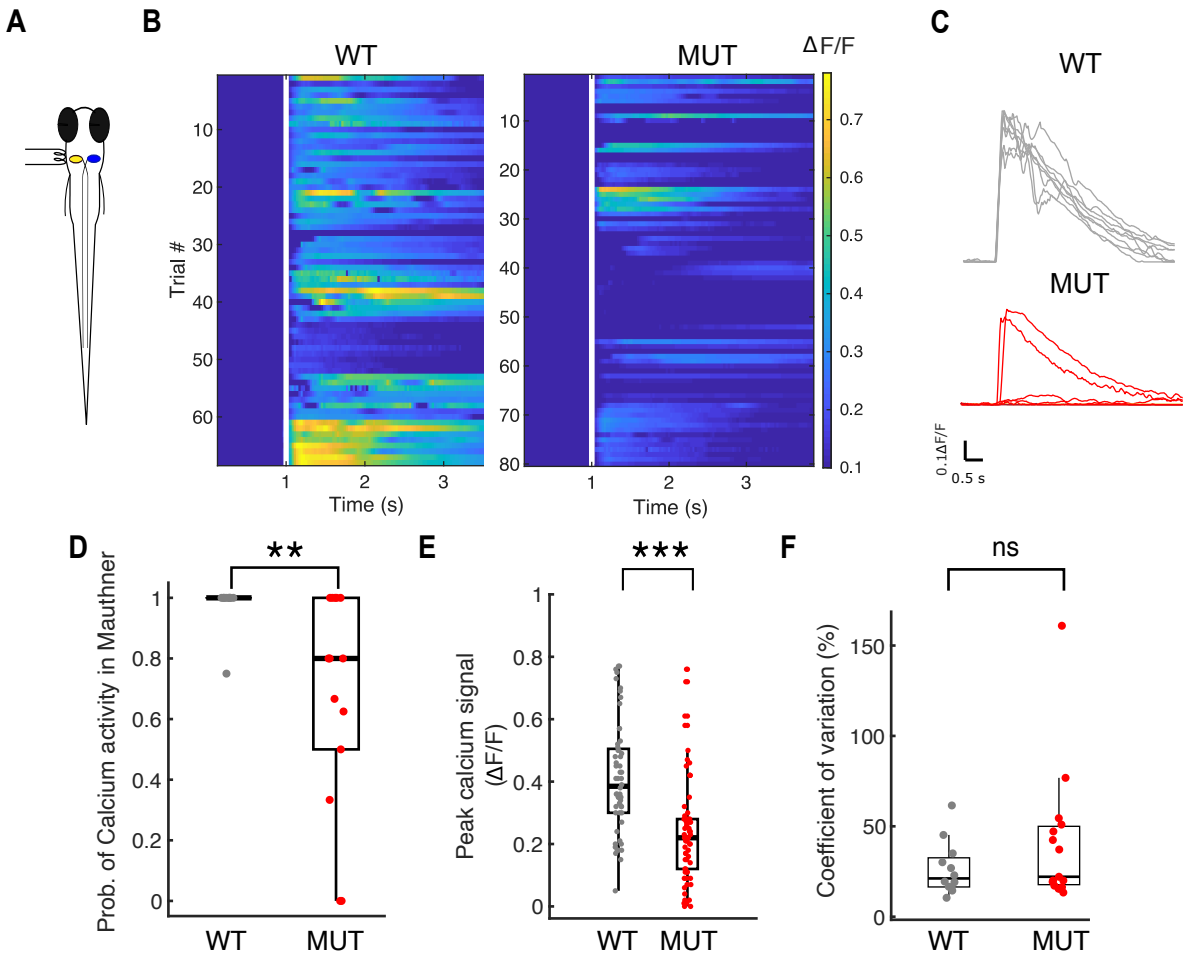 A
B
WT
MUT
ΔF/F
C
WT
MUT
Trial #
10
20
30
40
50
60
1
2
3
Time (s)
10
20
30
40
50
60
70
80
1
2
3
Time (s)
0.7
0.6
0.5
0.4
0.3
0.2
0.1
0.1ΔF/F
0.5 s
D
**
Prob. of Calcium activity in Mauthner
1
0.8
0.6
0.4
0.2
0
WT
MUT
E
***
Peak calcium signal
(ΔF/F)
1
0.8
0.6
0.4
0.2
0
WT
MUT
F
ns
Coefficient of variation (%)
150
100
50
0
WT
MUT